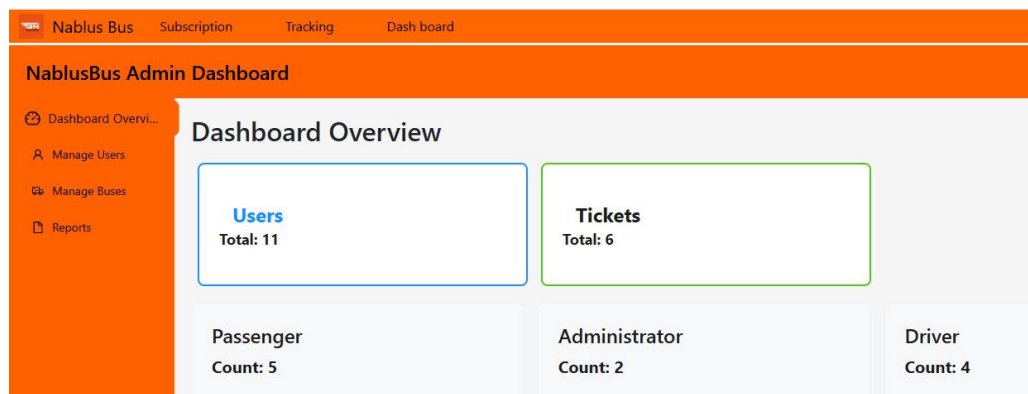 Nablus Bus Subscription Tracking Dash board
NablusBus Admin Dashboard
Dashboard Overvi...
Manage Users
Manage Buses
Reports
Dashboard Overview
Users
Total: 11
Tickets
Total: 6
Passenger
Count: 5
Administrator
Count: 2
Driver
Count: 4